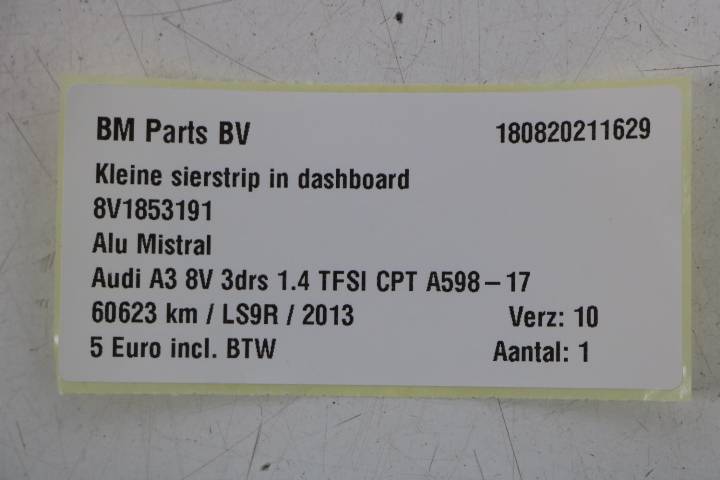 BM Parts BV 180820211629
Kleine sierstrip in dashboard
8V1853191
Alu Mistral
Audi A3 8V 3drs 1.4 TFSI CPT A598-17
60623 km / LS9R / 2013 Verz: 10
5 Euro incl. BTW Aantal: 1